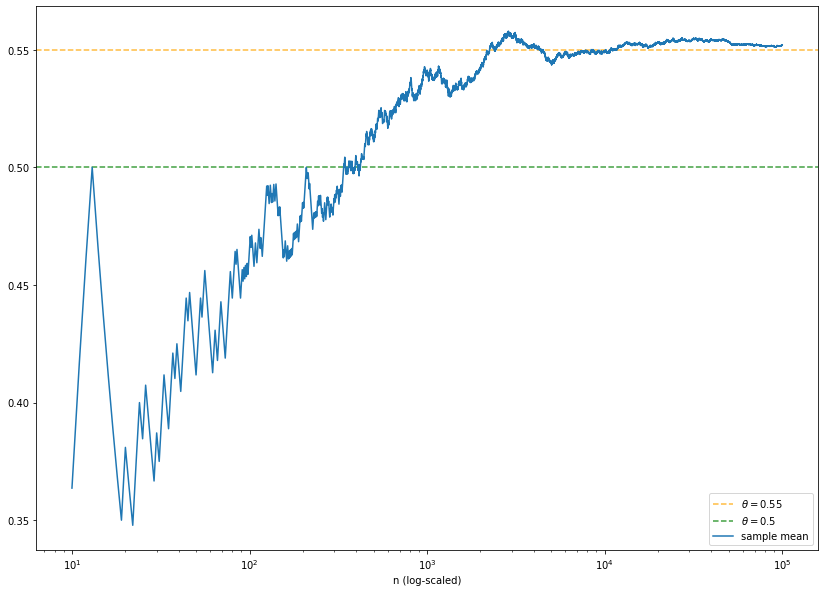 0.55
0.50
0.45
0.40
0.35
10¹
10²
10³
10⁴
10⁵
n (log-scaled)
θ = 0.55
θ = 0.5
sample mean